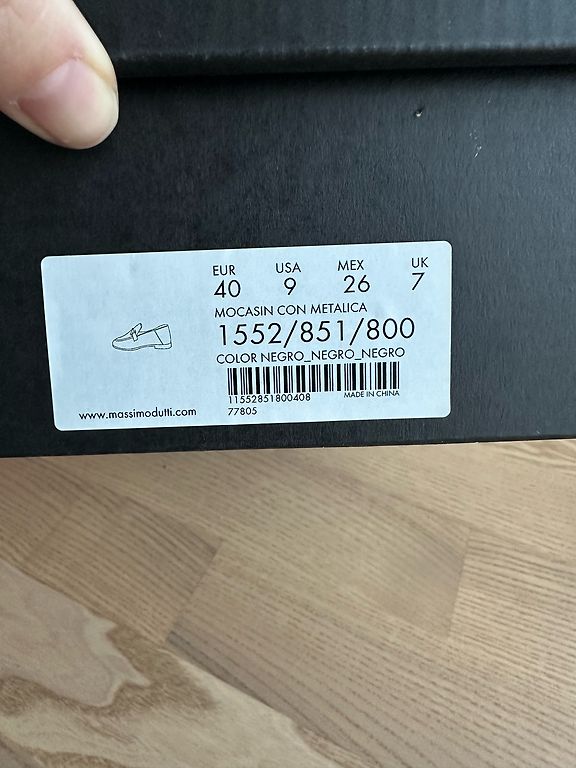 EUR USA MEX UK
40 9 26 7
MOCASIN CON METALICA
1552/851/800
COLOR NEGRO_NEGRO_NEGRO
11552851800408 MADE IN CHINA
www.massimodutti.com 77805